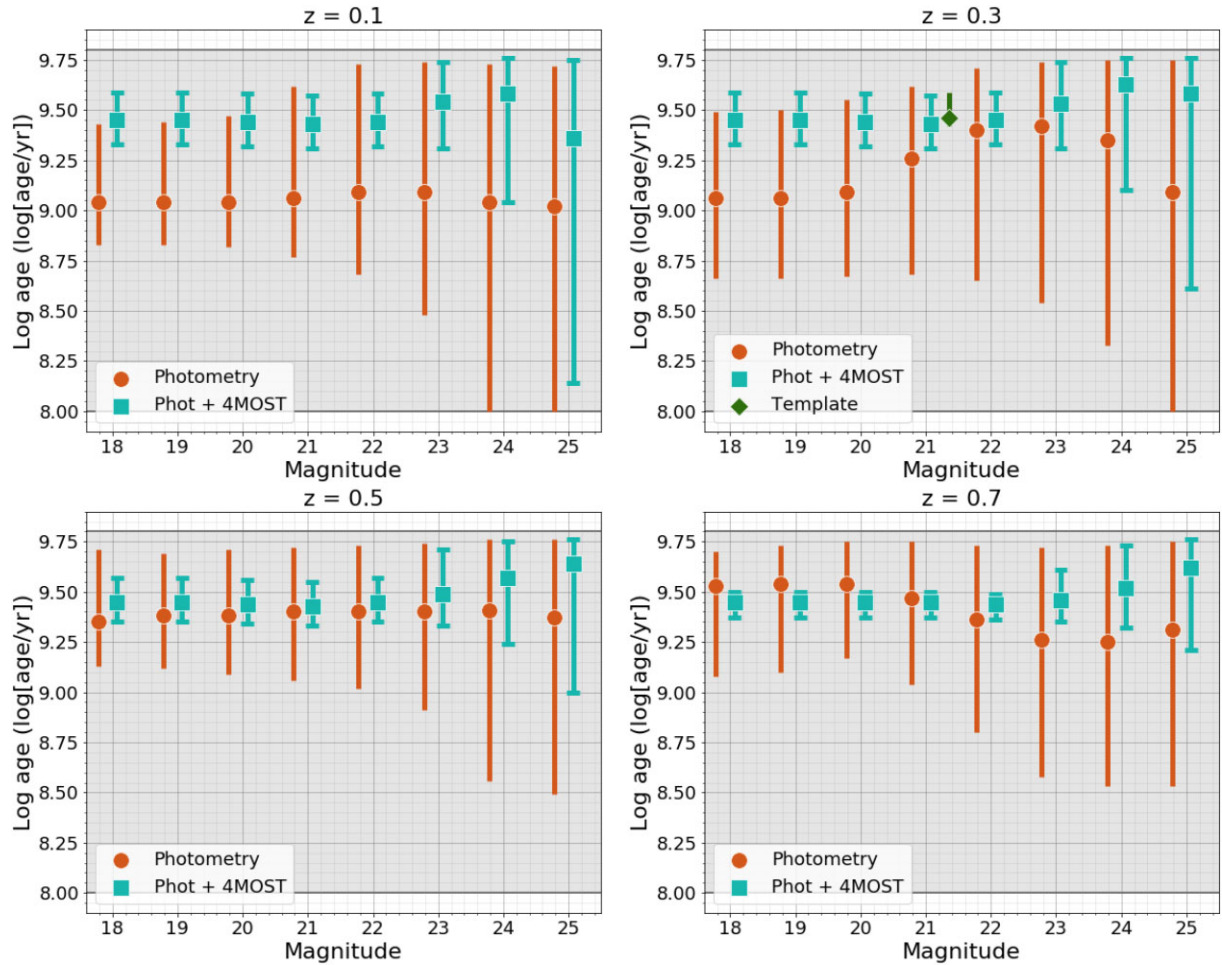 z = 0.1
Log age (log[age/yr])
9.75
9.50
9.25
9.00
8.75
8.50
8.25
8.00
Photometry
Phot + 4MOST
18 19 20 21 22 23 24 25
Magnitude
z = 0.3
Log age (log[age/yr])
9.75
9.50
9.25
9.00
8.75
8.50
8.25
8.00
Photometry
Phot + 4MOST
Template
18 19 20 21 22 23 24 25
Magnitude
z = 0.5
Log age (log[age/yr])
9.75
9.50
9.25
9.00
8.75
8.50
8.25
8.00
Photometry
Phot + 4MOST
18 19 20 21 22 23 24 25
Magnitude
z = 0.7
Log age (log[age/yr])
9.75
9.50
9.25
9.00
8.75
8.50
8.25
8.00
Photometry
Phot + 4MOST
18 19 20 21 22 23 24 25
Magnitude